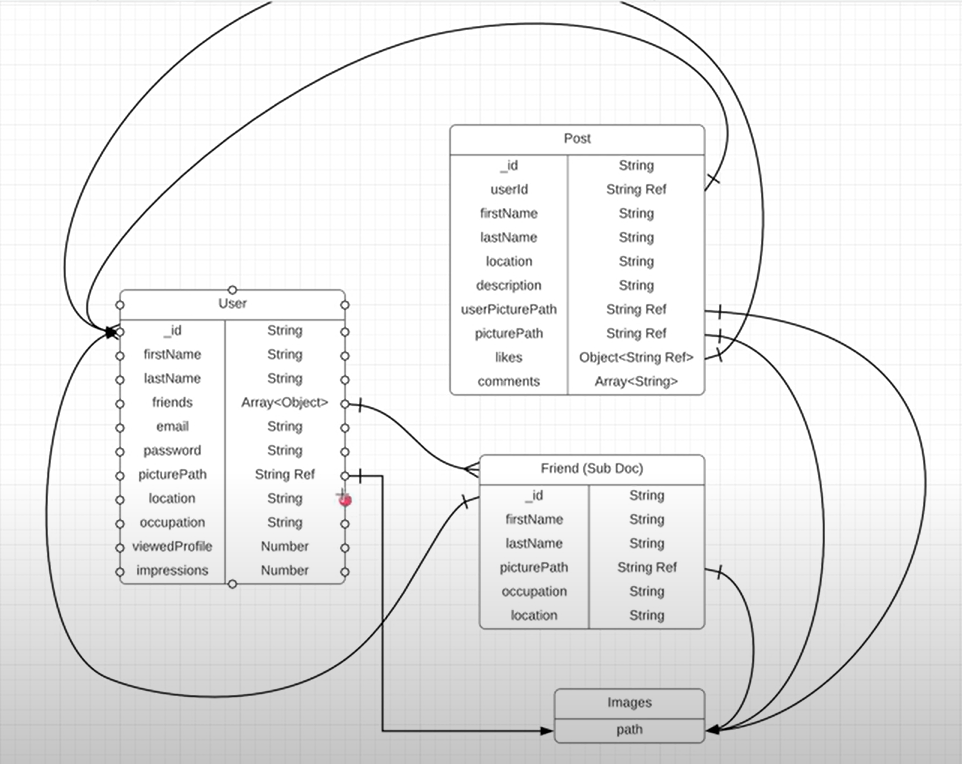 Post
_id String
userId String Ref
firstName String
lastName String
location String
description String
userPicturePath String Ref
picturePath String Ref
likes Object<String Ref>
comments Array<String>
User
_id String
firstName String
lastName String
friends Array<Object>
email String
password String
picturePath String Ref
location String
occupation String
viewedProfile Number
impressions Number
Friend (Sub Doc)
_id String
firstName String
lastName String
picturePath String Ref
occupation String
location String
Images
path